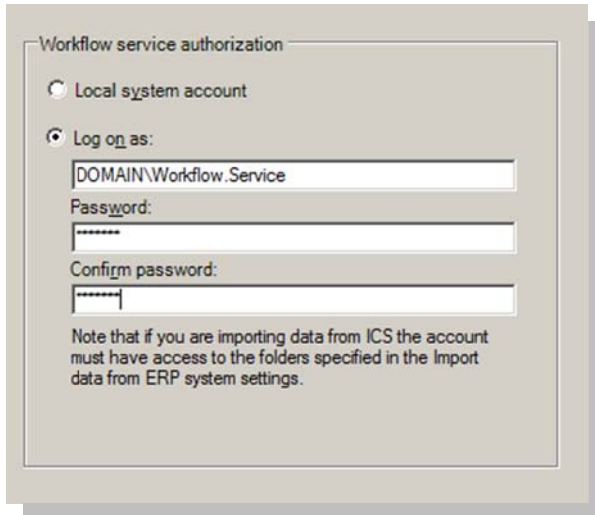 Workflow service authorization
Local system account
Log on as:
DOMAIN\Workflow.Service
Password:
*******
Confirm password:
*******
Note that if you are importing data from ICS the account
must have access to the folders specified in the Import
data from ERP system settings.